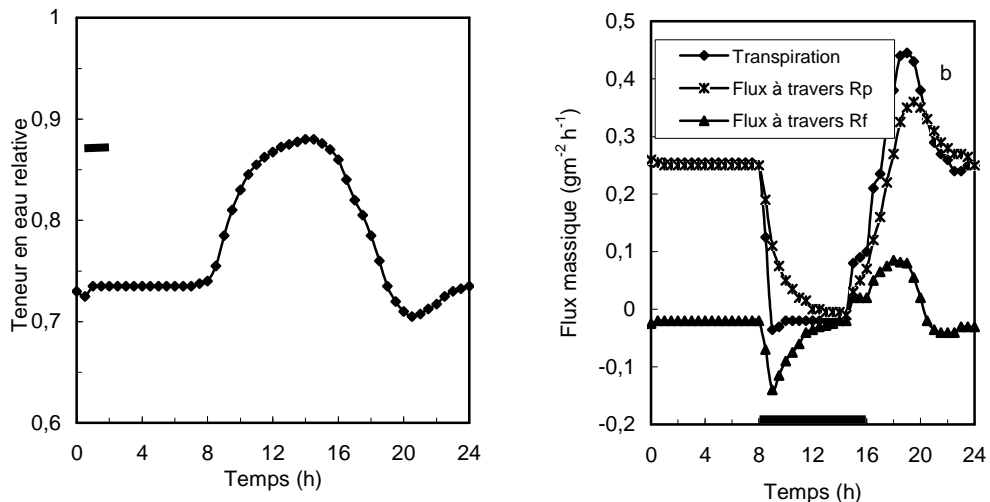 1
0,9
0,8
0,7
0,6
Teneur en eau relative
0 4 8 12 16 20 24
Temps (h)
0,5
0,4
0,3
0,2
0,1
0
-0,1
-0,2
Flux massique (gm-2 h-1)
Transpiration
Flux à travers Rp
Flux à travers Rf
b
0 4 8 12 16 20 24
Temps (h)